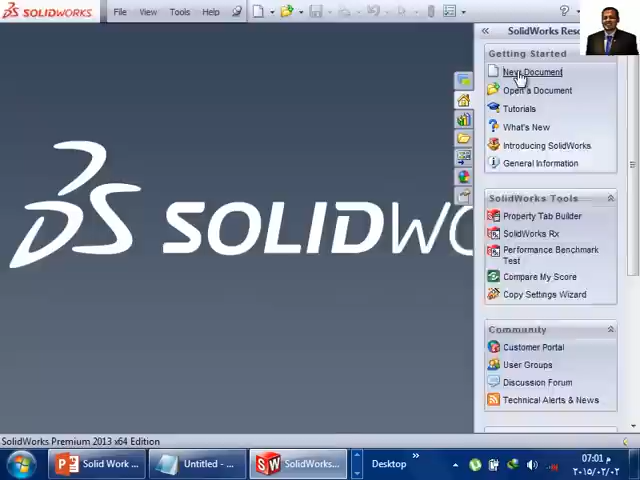 SOLIDWORKS
File
View
Tools
Help
SolidWorks Reso
Getting Started
New Document
Open a Document
Tutorials
What's New
Introducing SolidWorks
General Information
SOLIDWO
SolidWorks Tools
Property Tab Builder
SolidWorks Rx
Performance Benchmark
Test
Compare My Score
Copy Settings Wizard
Community
Customer Portal
User Groups
Discussion Forum
Technical Alerts & News
SolidWorks Premium 2013 x64 Edition
Solid Work ...
Untitled - ...
SolidWorks...
Desktop
07:01 م
٢٠١٥/٠٢/٠٢